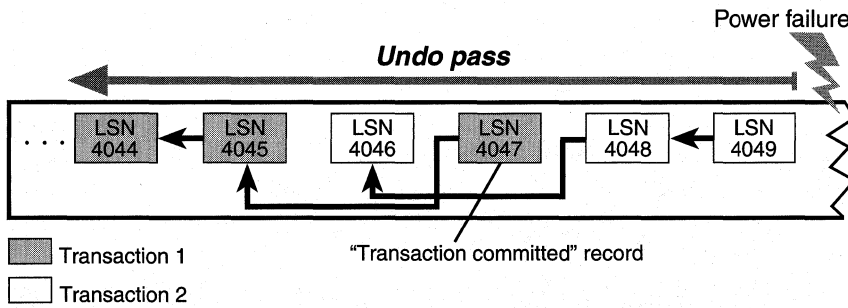 Power failure
Undo pass
. . . LSN 4044 LSN 4045 LSN 4046 LSN 4047 LSN 4048 LSN 4049
“Transaction committed” record
Transaction 1
Transaction 2